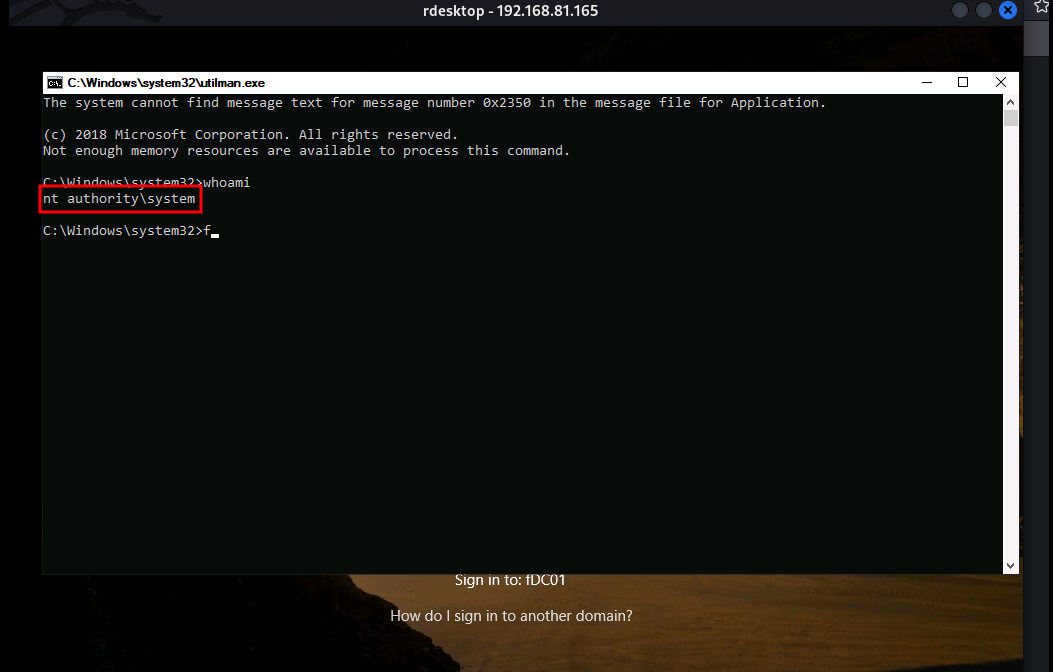 rdesktop - 192.168.81.165
C:\Windows\system32\utilman.exe
The system cannot find message text for message number 0x2350 in the message file for Application.
(c) 2018 Microsoft Corporation. All rights reserved.
Not enough memory resources are available to process this command.
C:\Windows\system32>whoami
nt authority\system
C:\Windows\system32>f
Sign in to: fDC01
How do I sign in to another domain?